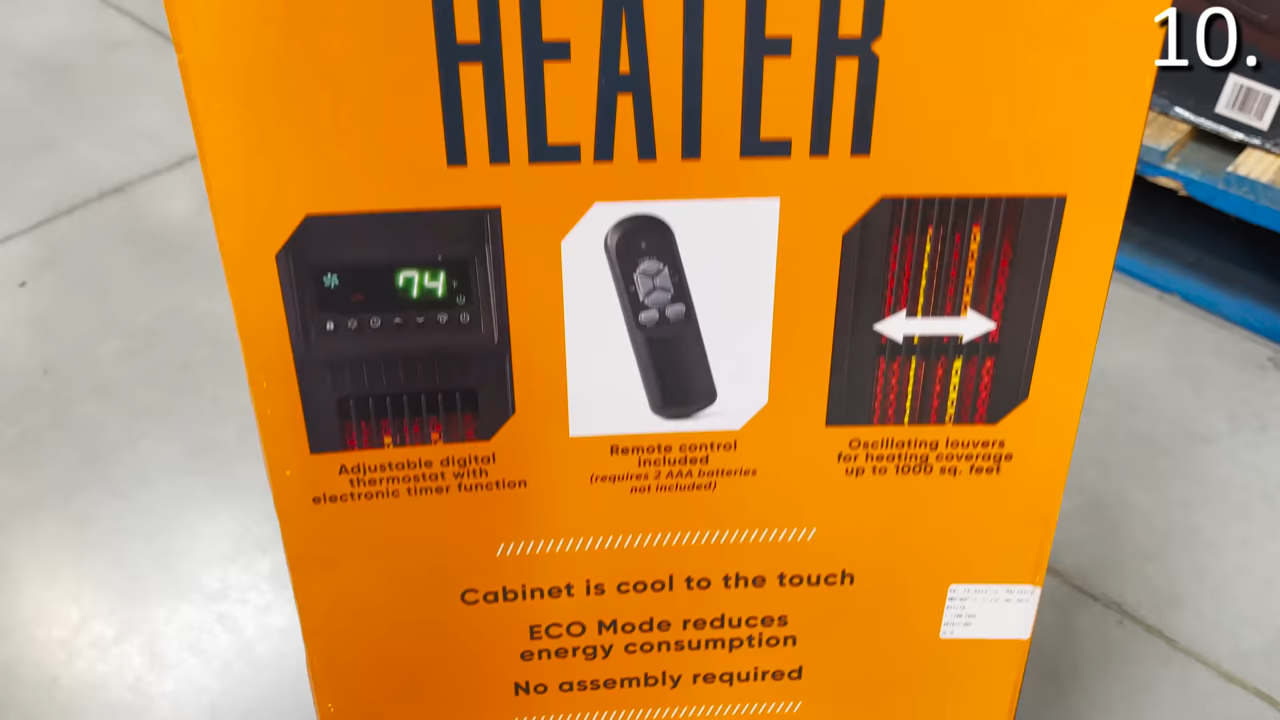 10.
HEATER
74
Adjustable digital
thermostat with
electronic timer function
Remote control
included
(requires 2 AAA batteries
not included)
Oscillating louvers
for heating coverage
up to 1000 sq. feet
Cabinet is cool to the touch
ECO Mode reduces
energy consumption
No assembly required